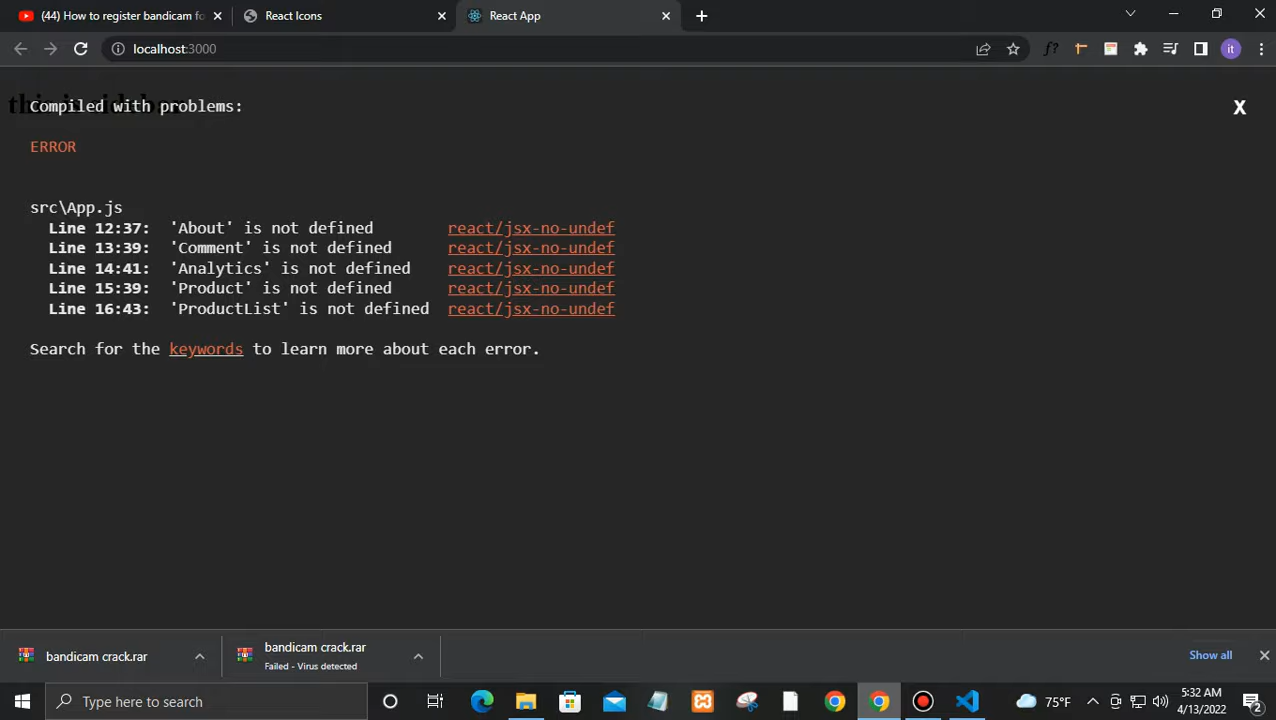 (44) How to register bandicam fo
React Icons
React App
localhost:3000
f?
it
Compiled with problems:
X
ERROR
src\App.js
Line 12:37: 'About' is not defined react/jsx-no-undef
Line 13:39: 'Comment' is not defined react/jsx-no-undef
Line 14:41: 'Analytics' is not defined react/jsx-no-undef
Line 15:39: 'Product' is not defined react/jsx-no-undef
Line 16:43: 'ProductList' is not defined react/jsx-no-undef
Search for the keywords to learn more about each error.
bandicam crack.rar
bandicam crack.rar
Failed - Virus detected
Show all
Type here to search
75°F
5:32 AM
4/13/2022
2